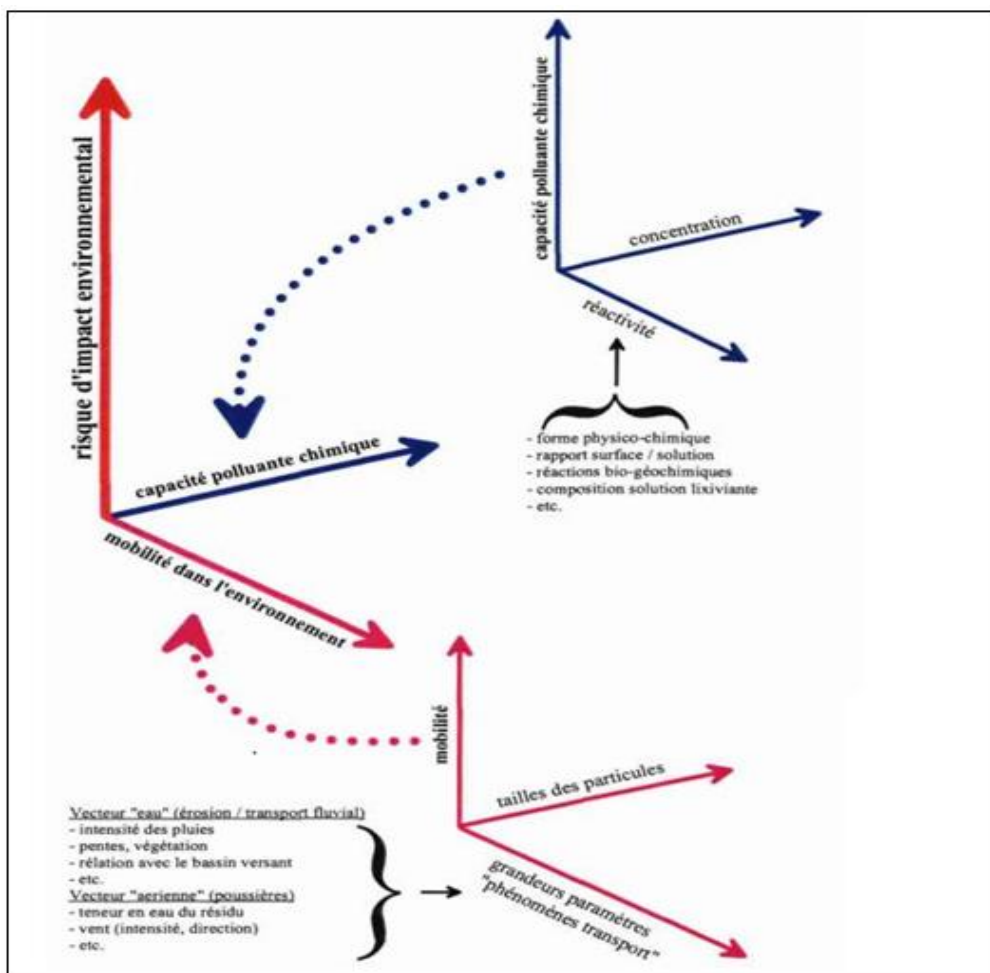 risque d'impact environnemental
capacité polluante chimique
mobilité dans l'environnement
capacité polluante chimique
concentration
réactivité
- forme physico-chimique
- rapport surface / solution
- réactions bio-géochimiques
- composition solution lixiviante
- etc.
mobilité
tailles des particules
grandeurs paramètres
"phénomènes transport"
Vecteur "eau" (érosion / transport fluvial)
- intensité des pluies
- pentes, végétation
- rélation avec le bassin versant
- etc.
Vecteur "aerienne" (poussières)
- teneur en eau du résidu
- vent (intensité, direction)
- etc.